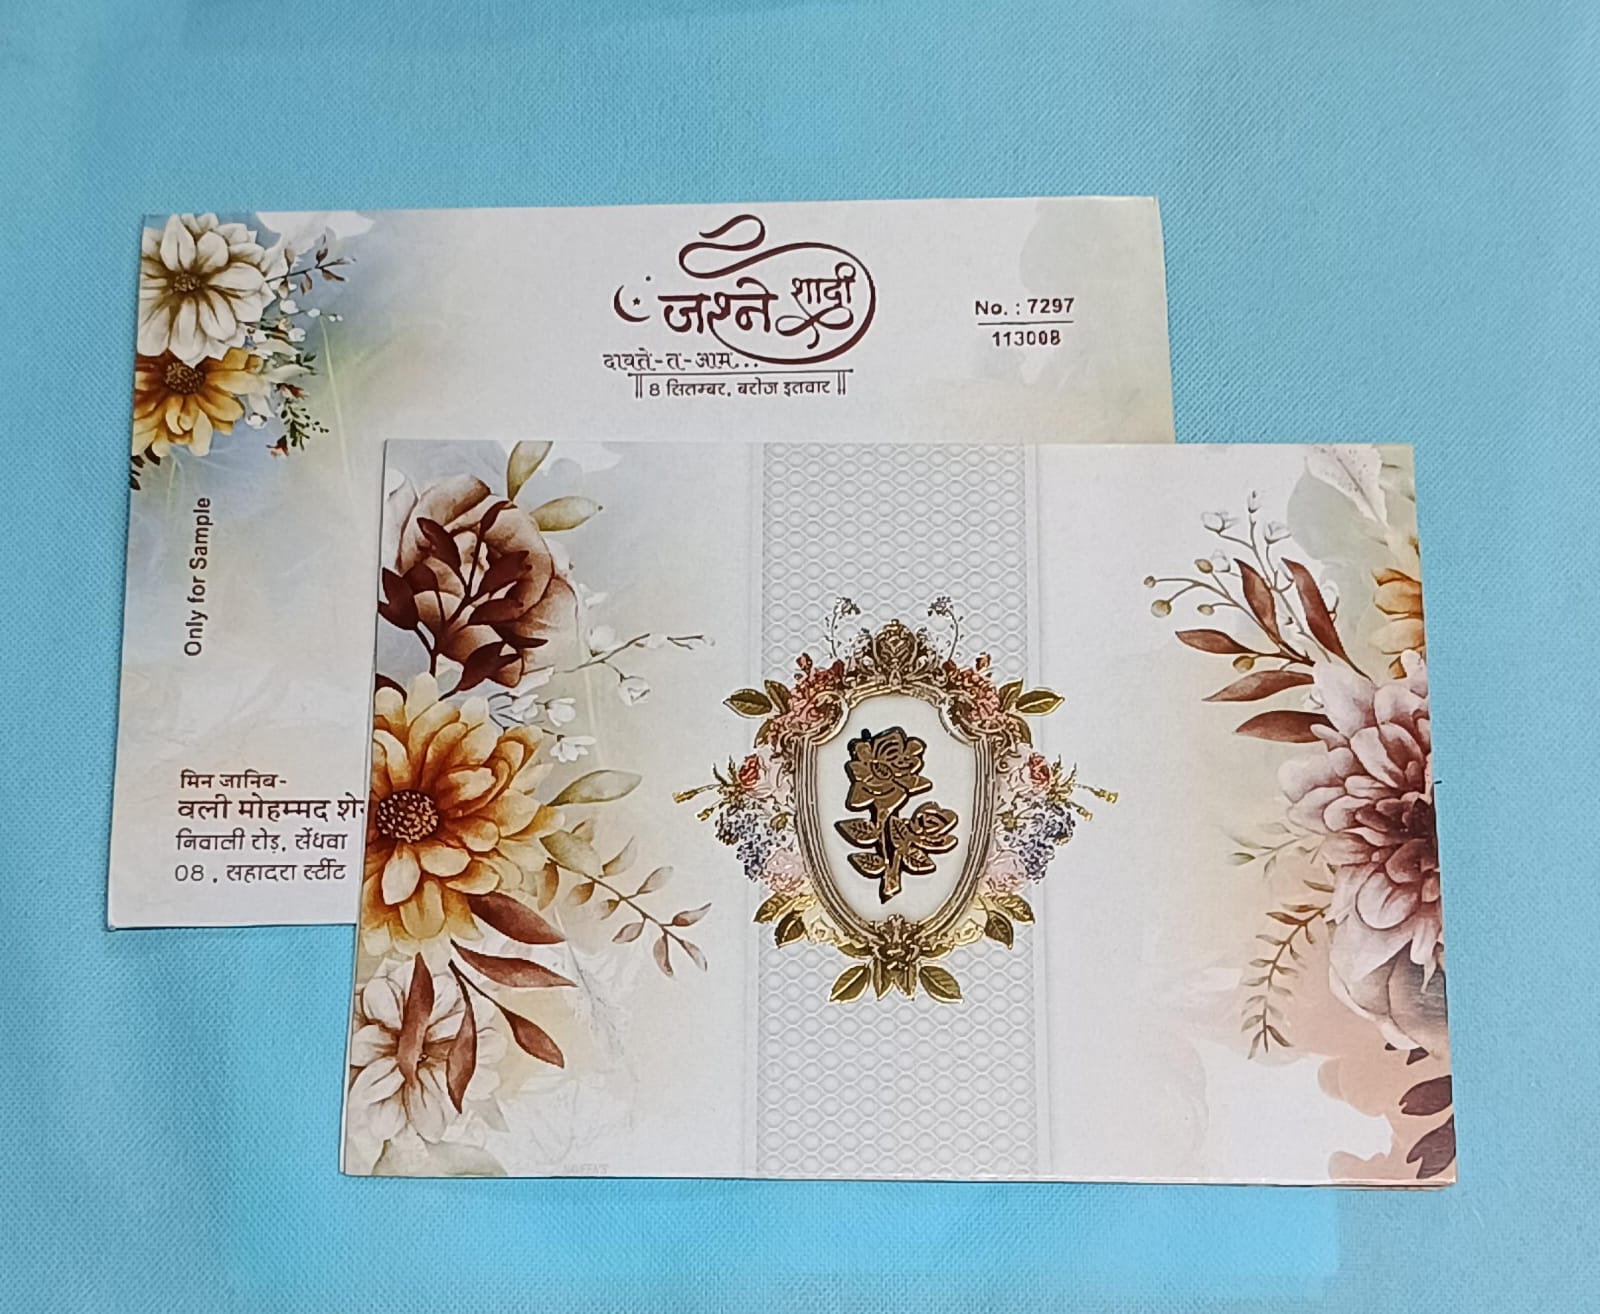 जश्ने शादी
दावते-त-आम...
|| 8 सितम्बर, बरोज इतवार ||
No. : 7297
113008
Only for Sample
मिन जानिब-
वली मोहम्मद
निवाली रोड़, सेंधवा
08, सहादरा स्टींट